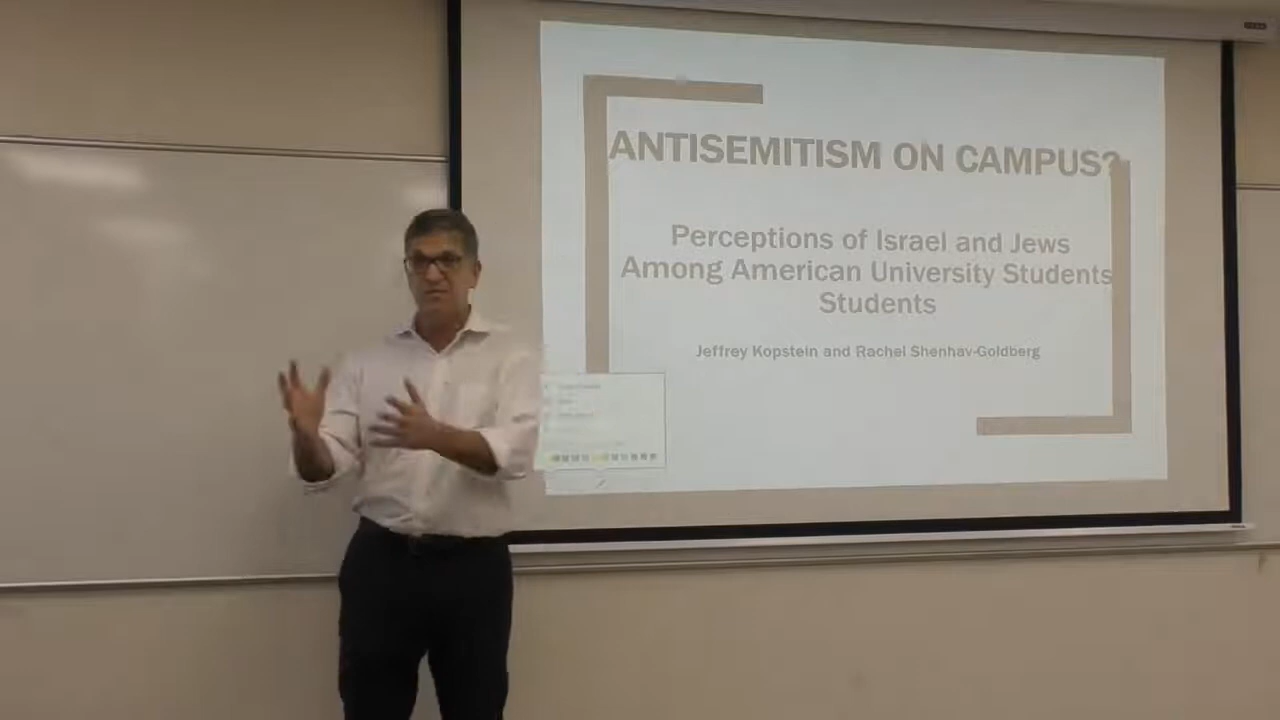 ANTISEMITISM ON CAMPUS?
Perceptions of Israel and Jews
Among American University Students
Students
Jeffrey Kopstein and Rachel Shenhav-Goldberg